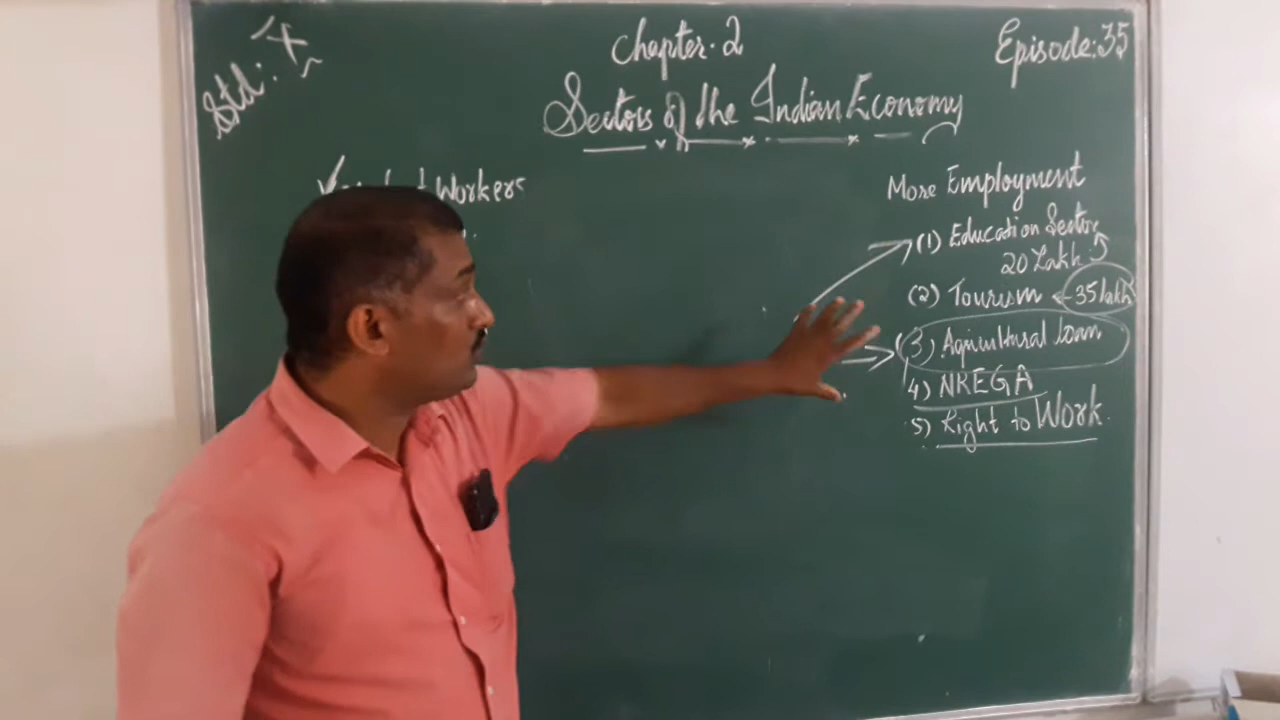 Std: X
Chapter. 2
Episode: 35
Sectors of the Indian Economy
Workers
More Employment
(1) Education Sector
20 Lakh
(2) Tourism ← 35 lakh
(3) Agricultural Loan
4) NREGA
5) Right to Work.